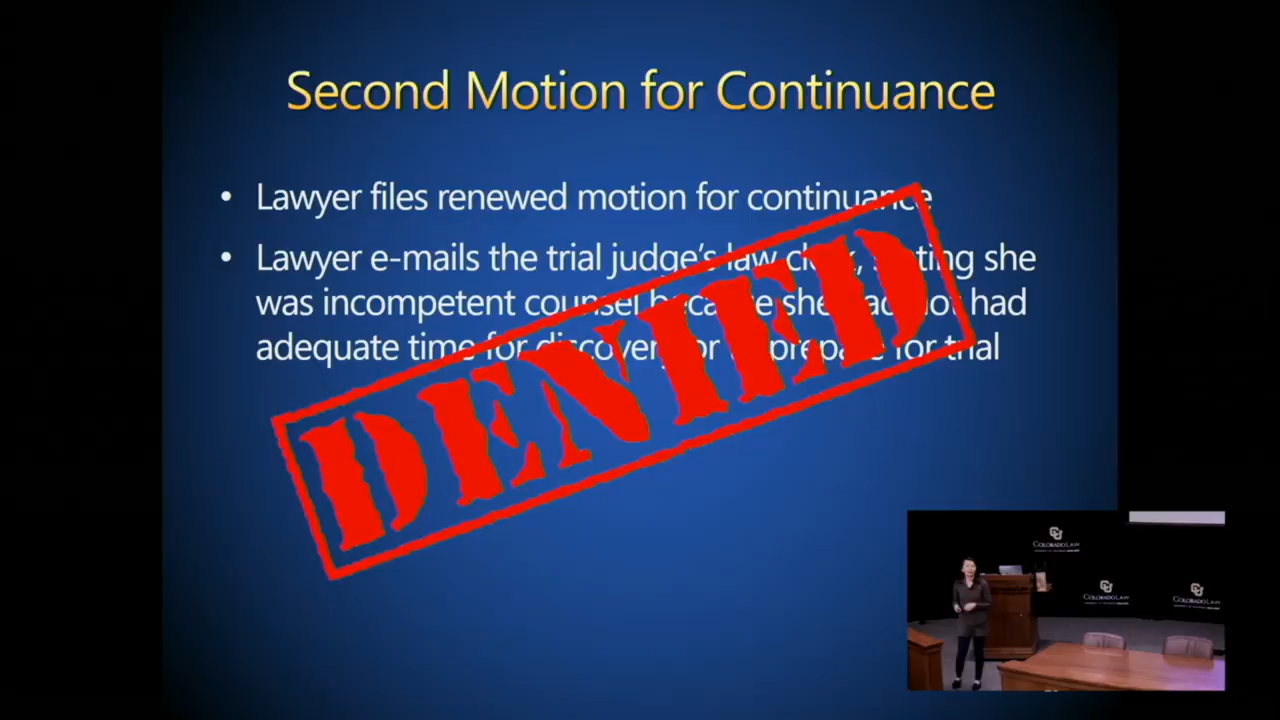 Second Motion for Continuance
• Lawyer files renewed motion for continuance
• Lawyer e-mails the trial judge's law clerk, stating she
was incompetent counsel because she had not had
adequate time for discovery or to prepare for trial
DENIED
COLORADO LAW
COLORADO LAW
COLORADO LAW